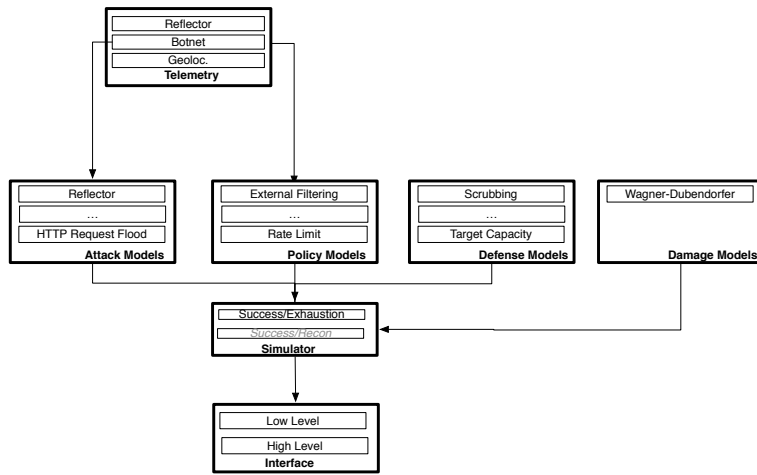 Reflector
Botnet
Geoloc.
Telemetry
Reflector
...
HTTP Request Flood
Attack Models
External Filtering
...
Rate Limit
Policy Models
Scrubbing
...
Target Capacity
Defense Models
Wagner-Dubendorfer
Damage Models
Success/Exhaustion
Success/Recon
Simulator
Low Level
High Level
Interface